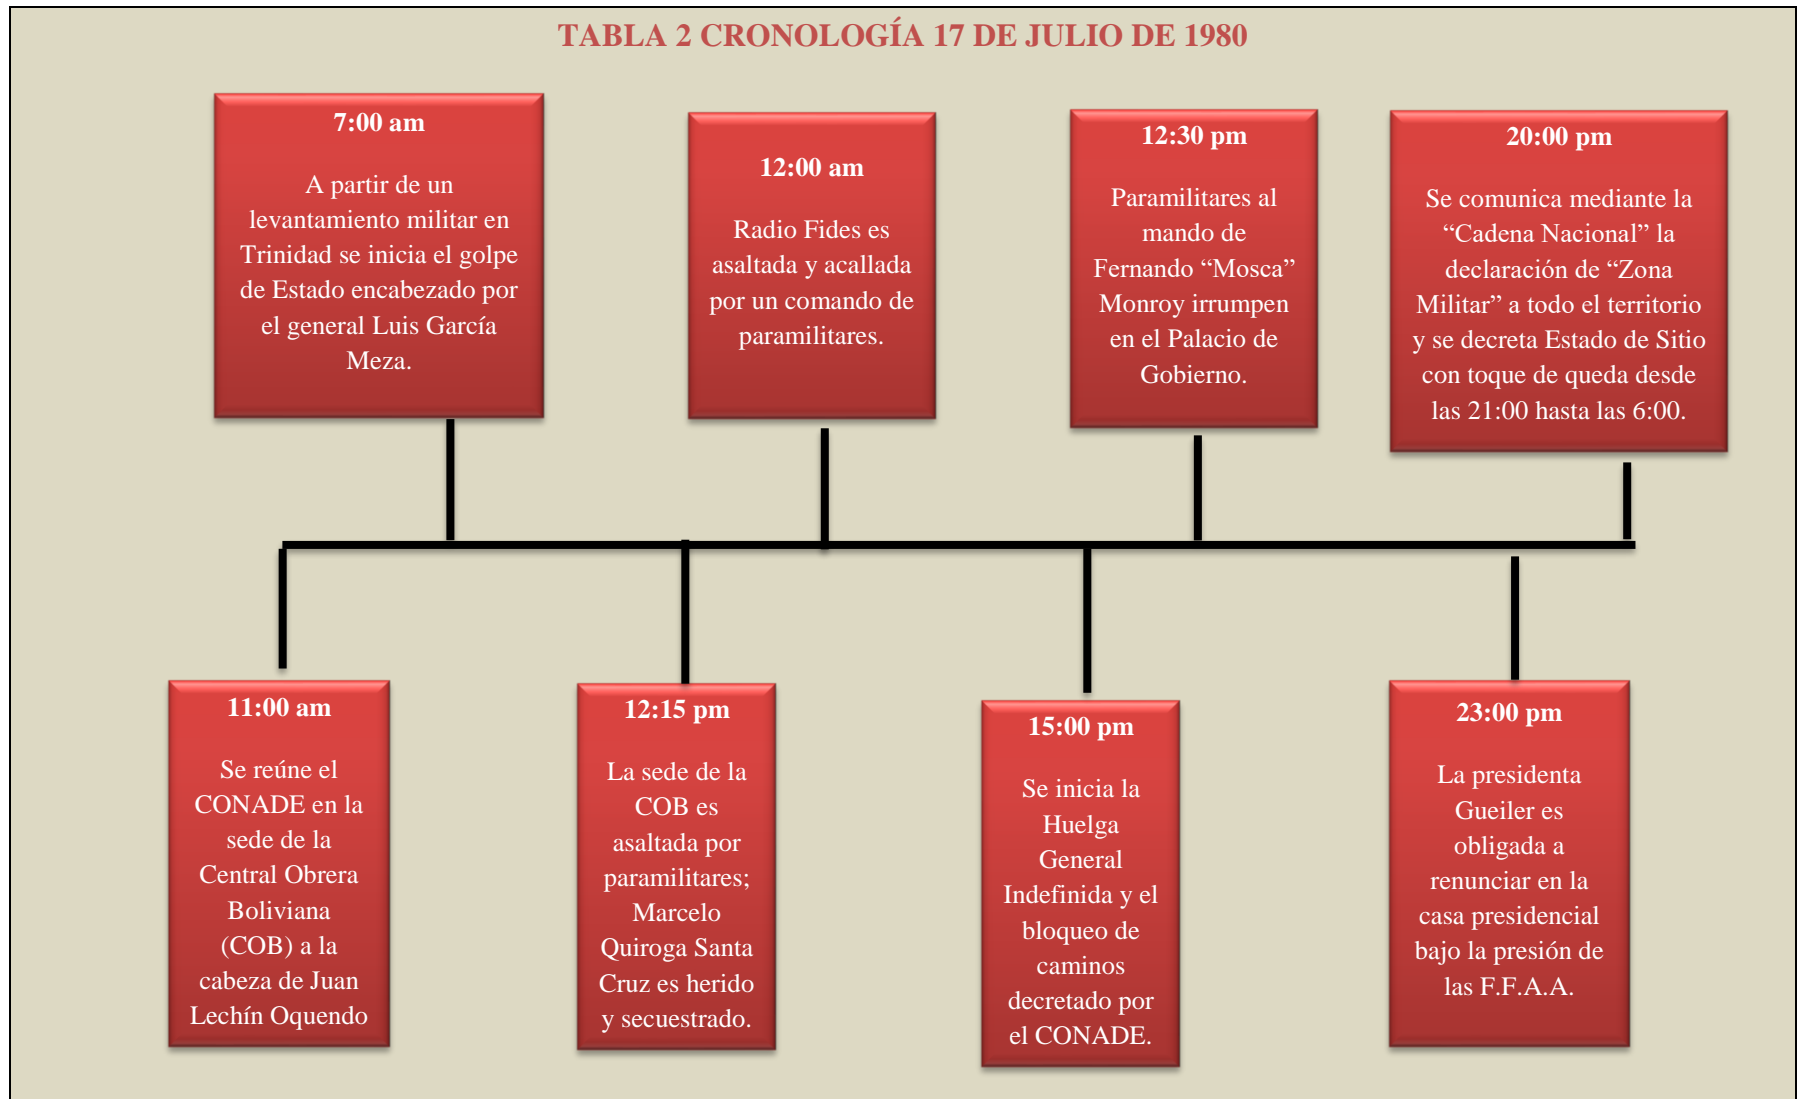 TABLA 2 CRONOLOGÍA 17 DE JULIO DE 1980
7:00 am
A partir de un
levantamiento militar en
Trinidad se inicia el golpe
de Estado encabezado por
el general Luis García
Meza.
12:00 am
Radio Fides es
asaltada y acallada
por un comando de
paramilitares.
12:30 pm
Paramilitares al
mando de
Fernando “Mosca”
Monroy irrumpen
en el Palacio de
Gobierno.
20:00 pm
Se comunica mediante la
“Cadena Nacional” la
declaración de “Zona
Militar” a todo el territorio
y se decreta Estado de Sitio
con toque de queda desde
las 21:00 hasta las 6:00.
11:00 am
Se reúne el
CONADE en la
sede de la
Central Obrera
Boliviana
(COB) a la
cabeza de Juan
Lechín Oquendo
12:15 pm
La sede de la
COB es
asaltada por
paramilitares;
Marcelo
Quiroga Santa
Cruz es herido
y secuestrado.
15:00 pm
Se inicia la
Huelga
General
Indefinida y el
bloqueo de
caminos
decretado por
el CONADE.
23:00 pm
La presidenta
Gueiler es
obligada a
renunciar en la
casa presidencial
bajo la presión de
las F.F.A.A.